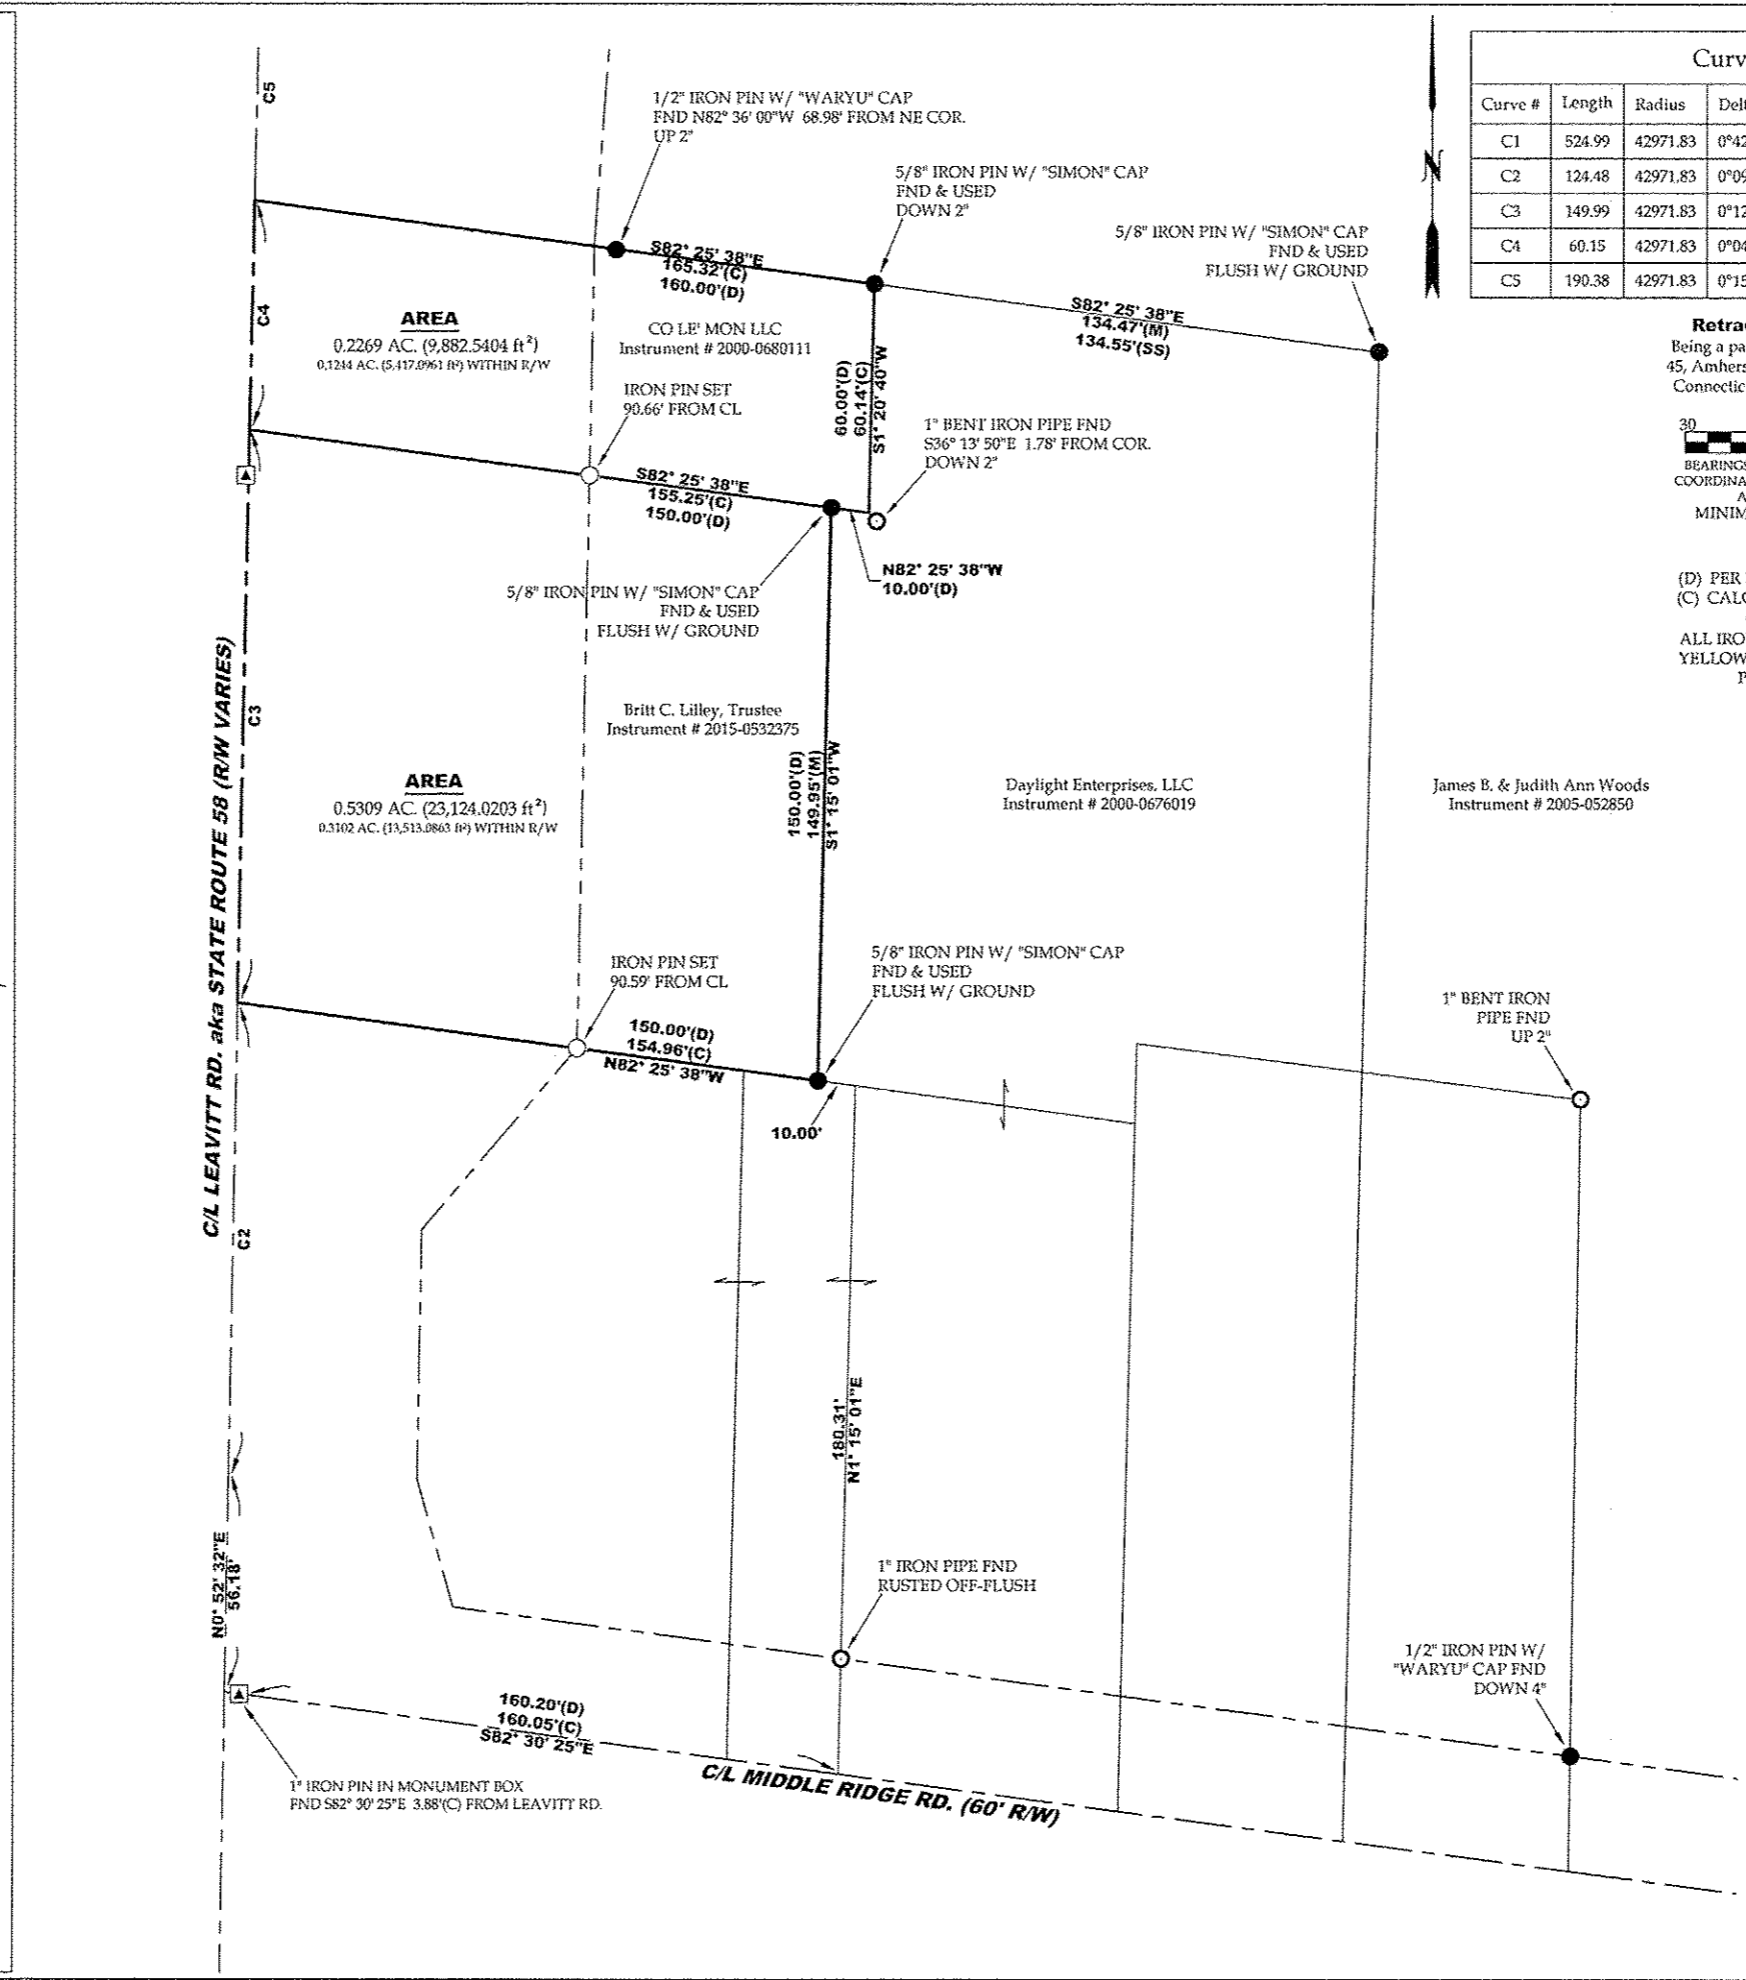 C5
1/2" IRON PIN W/ "WARYU" CAP
FND N82° 36' 00"W 68.98' FROM NE COR.
UP 2"
5/8" IRON PIN W/ "SIMON" CAP
FND & USED
DOWN 2"
5/8" IRON PIN W/ "SIMON" CAP
FND & USED
FLUSH W/ GROUND
N
Curv
Curve # Length Radius Delt
C1 524.99 42971.83 0°42
C2 124.48 42971.83 0°09
C3 149.99 42971.83 0°12
C4 60.15 42971.83 0°04
C5 190.38 42971.83 0°15
S82° 25' 38"E
165.32'(C)
160.00'(D)
S82° 25' 38"E
134.47'(M)
134.55'(SS)
C4
AREA
0.2269 AC. (9,882.5404 ft²)
0.1244 AC. (5,417.0961 ft²) WITHIN R/W
CO LE' MON LLC
Instrument # 2000-0680111
60.00'(D)
60.14'(C)
S1° 20' 40"W
Retra
Being a pa
45, Amhers
Connectic
30
BEARINGS
COORDINA
A
MINIM
IRON PIN SET
90.66' FROM CL
1" BENT IRON PIPE FND
S36° 13' 50"E 1.78' FROM COR.
DOWN 2"
S82° 25' 38"E
155.25'(C)
150.00'(D)
N82° 25' 38"W
10.00'(D)
5/8" IRON PIN W/ "SIMON" CAP
FND & USED
FLUSH W/ GROUND
(D) PER
(C) CALC
ALL IRO
YELLOW
P
C/L LEAVITT RD. aka STATE ROUTE 58 (R/W VARIES)
C3
Britt C. Lilley, Trustee
Instrument # 2015-0532375
150.00'(D)
149.95'(M)
S1° 15' 01"W
AREA
0.5309 AC. (23,124.0203 ft²)
0.3102 AC. (13,513.0863 ft²) WITHIN R/W
Daylight Enterprises, LLC
Instrument # 2000-0676019
James B. & Judith Ann Woods
Instrument # 2005-052850
IRON PIN SET
90.59' FROM CL
5/8" IRON PIN W/ "SIMON" CAP
FND & USED
FLUSH W/ GROUND
1" BENT IRON
PIPE FND
UP 2"
150.00'(D)
154.96'(C)
N82° 25' 38"W
10.00'
C2
180.31'
N1° 15' 01"E
N0° 52' 32"E
56.18'
1" IRON PIPE FND
RUSTED OFF-FLUSH
1/2" IRON PIN W/
"WARYU" CAP FND
DOWN 4"
160.20'(D)
160.05'(C)
S82° 30' 25"E
C/L MIDDLE RIDGE RD. (60' R/W)
1" IRON PIN IN MONUMENT BOX
FND S82° 30' 25"E 3.88'(C) FROM LEAVITT RD.